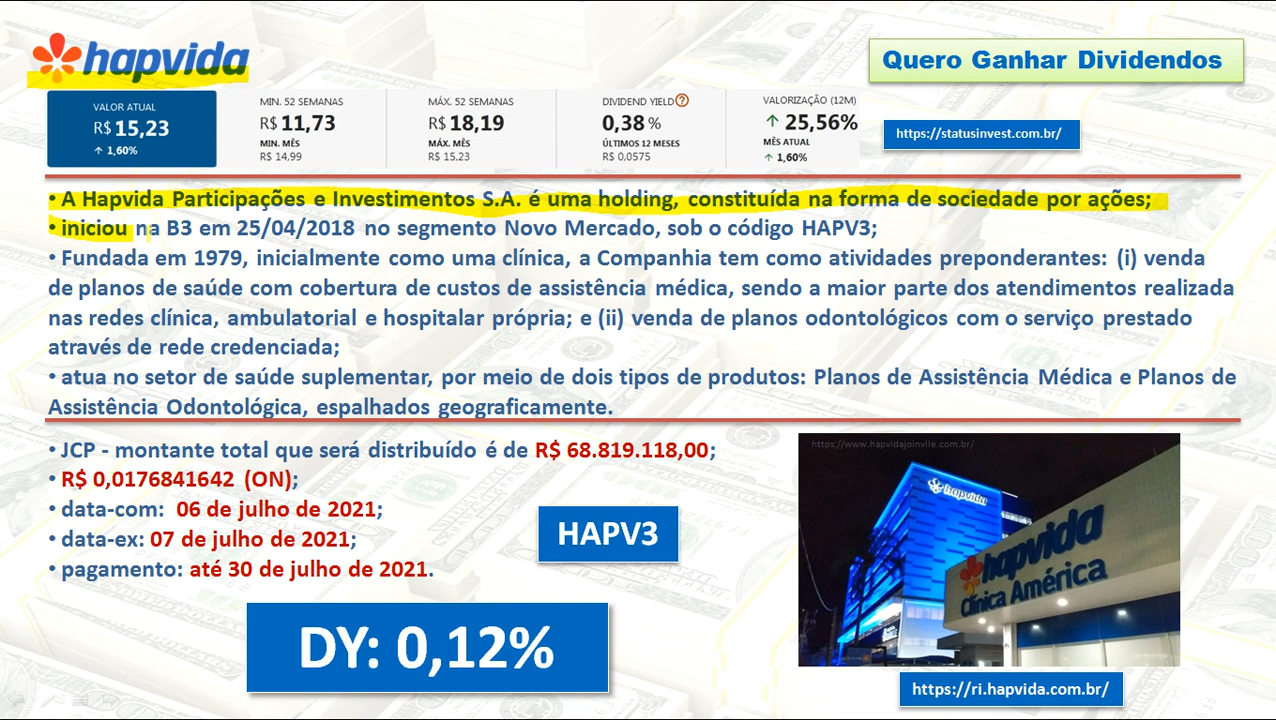 hapvida
Quero Ganhar Dividendos
VALOR ATUAL
R$ 15,23
↑ 1,60%
MIN. 52 SEMANAS
R$ 11,73
MIN. MÊS
R$ 14,99
MÁX. 52 SEMANAS
R$ 18,19
MÁX. MÊS
R$ 15,23
DIVIDEND YIELD?
0,38 %
ÚLTIMOS 12 MESES
R$ 0,0575
VALORIZAÇÃO (12M)
↑ 25,56%
MÊS ATUAL
↑ 1,60%
https://statusinvest.com.br/
• A Hapvida Participações e Investimentos S.A. é uma holding, constituída na forma de sociedade por ações;
• iniciou na B3 em 25/04/2018 no segmento Novo Mercado, sob o código HAPV3;
• Fundada em 1979, inicialmente como uma clínica, a Companhia tem como atividades preponderantes: (i) venda
de planos de saúde com cobertura de custos de assistência médica, sendo a maior parte dos atendimentos realizada
nas redes clínica, ambulatorial e hospitalar própria; e (ii) venda de planos odontológicos com o serviço prestado
através de rede credenciada;
• atua no setor de saúde suplementar, por meio de dois tipos de produtos: Planos de Assistência Médica e Planos de
Assistência Odontológica, espalhados geograficamente.
• JCP - montante total que será distribuído é de R$ 68.819.118,00;
• R$ 0,0176841642 (ON);
• data-com: 06 de julho de 2021;
• data-ex: 07 de julho de 2021;
• pagamento: até 30 de julho de 2021.
HAPV3
DY: 0,12%
https://www.hapvidajoinvile.com.br/
hapvida
hapvida
Clínica América
https://ri.hapvida.com.br/